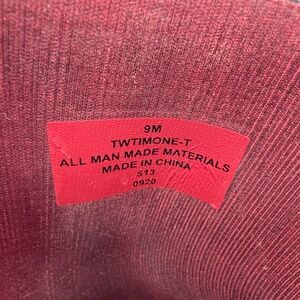 9M
TWTIMONE-T
ALL MAN MADE MATERIALS
MADE IN CHINA
513
0920